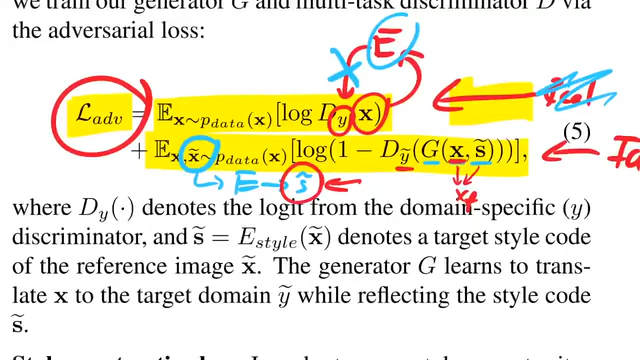 we train our generator G and multi-task discriminator D via
the adversarial loss:
E
L_adv = E_x∼p_data(x)[log D_y(x)]
(5)
+ E_x,x̃∼p_data(x)[log(1 − D_ỹ(G(x, s̃)))],
E → s̃
where D_y(·) denotes the logit from the domain-specific (y)
discriminator, and s̃ = E_style(x̃) denotes a target style code
of the reference image x̃. The generator G learns to trans-
late x to the target domain ỹ while reflecting the style code
s̃.